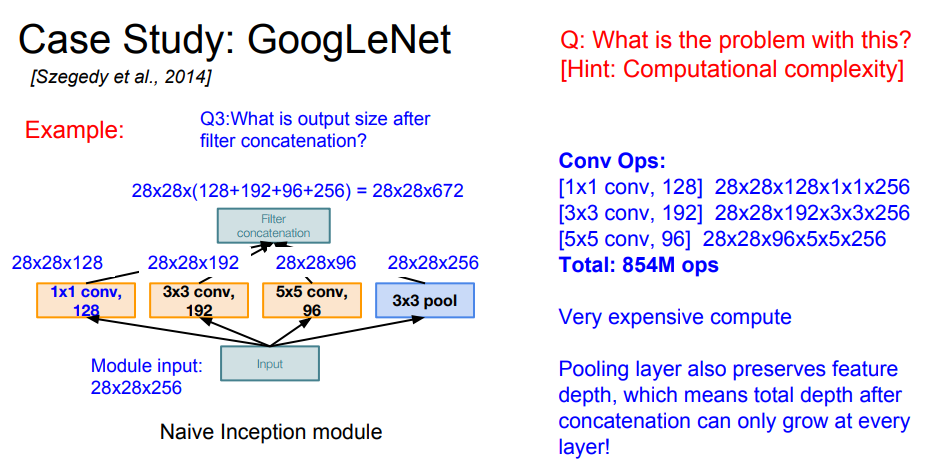 Case Study: GoogLeNet
[Szegedy et al., 2014]
Example:
Q3:What is output size after
filter concatenation?
28x28x(128+192+96+256) = 28x28x672
Filter
concatenation
28x28x128
28x28x192
28x28x96
28x28x256
1x1 conv,
128
3x3 conv,
192
5x5 conv,
96
3x3 pool
Module input:
28x28x256
Input
Naive Inception module
Q: What is the problem with this?
[Hint: Computational complexity]
Conv Ops:
[1x1 conv, 128] 28x28x128x1x1x256
[3x3 conv, 192] 28x28x192x3x3x256
[5x5 conv, 96] 28x28x96x5x5x256
Total: 854M ops
Very expensive compute
Pooling layer also preserves feature
depth, which means total depth after
concatenation can only grow at every
layer!